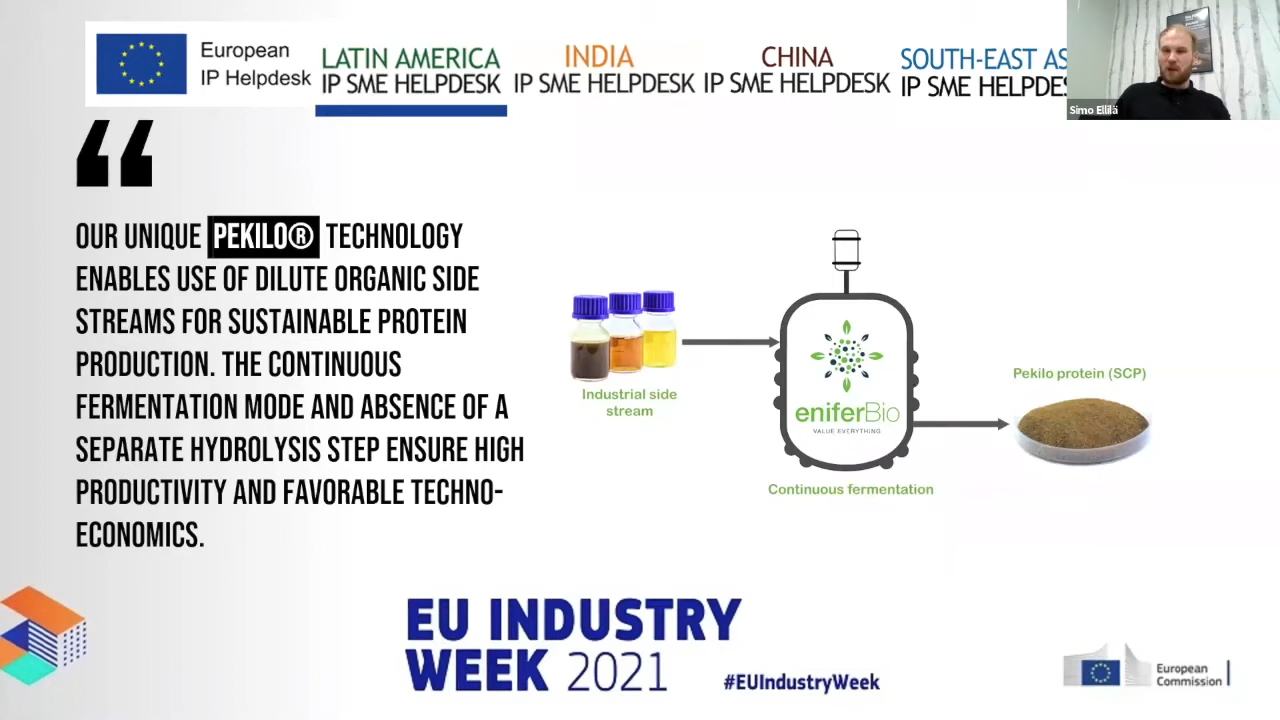 European
IP Helpdesk
LATIN AMERICA
IP SME HELPDESK
INDIA
IP SME HELPDESK
CHINA
IP SME HELPDESK
SOUTH-EAST AS
IP SME HELPDES
Simo Ellilä
“
OUR UNIQUE PEKILO® TECHNOLOGY
ENABLES USE OF DILUTE ORGANIC SIDE
STREAMS FOR SUSTAINABLE PROTEIN
PRODUCTION. THE CONTINUOUS
FERMENTATION MODE AND ABSENCE OF A
SEPARATE HYDROLYSIS STEP ENSURE HIGH
PRODUCTIVITY AND FAVORABLE TECHNO-
ECONOMICS.
Industrial side
stream
eniferBio
VALUE EVERYTHING
Continuous fermentation
Pekilo protein (SCP)
EU INDUSTRY
WEEK 2021
#EUIndustryWeek
European
Commission